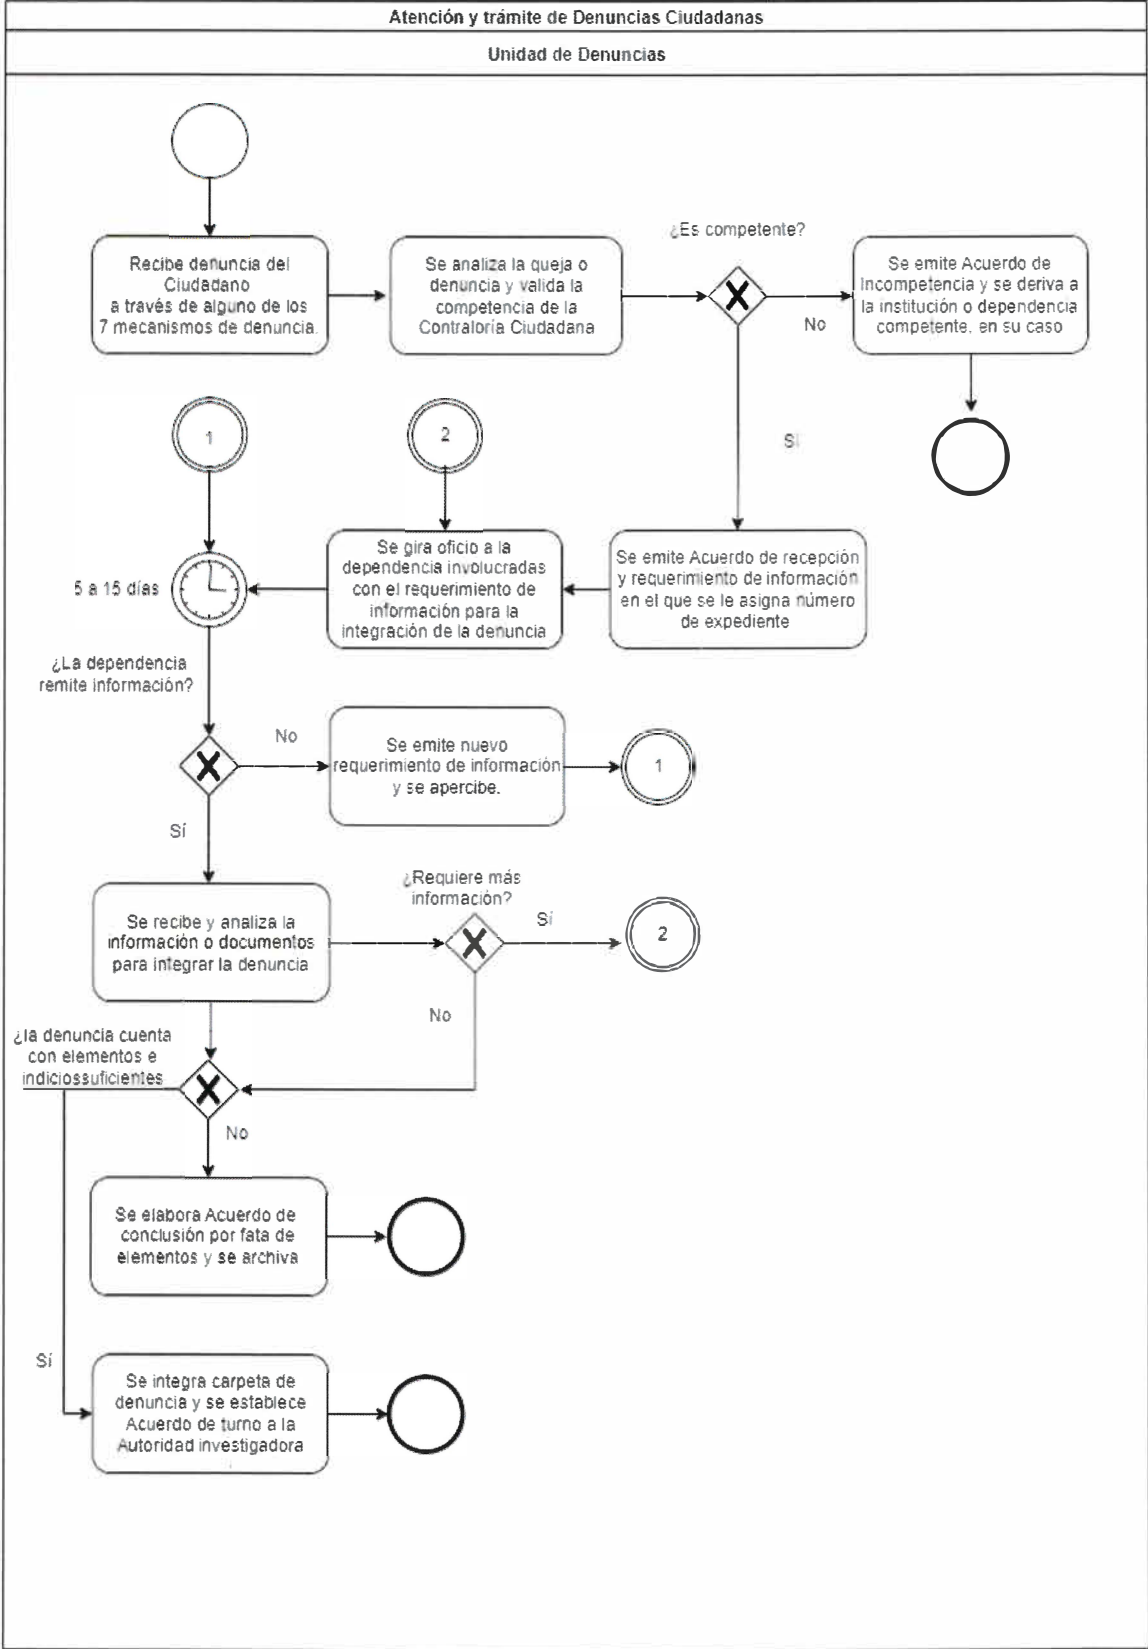 Atención y trámite de Denuncias Ciudadanas
Unidad de Denuncias
Recibe denuncia del
Ciudadano
a través de alguno de los
7 mecanismos de denuncia.
Se analiza la queja o
denuncia y valida la
competencia de la
Contraloría Ciudadana
¿Es competente?
No
Se emite Acuerdo de
Incompetencia y se deriva a
la institución o dependencia
competente, en su caso
Sí
1
2
Se emite Acuerdo de recepción
y requerimiento de información
en el que se le asigna número
de expediente
Se gira oficio a la
dependencia involucradas
con el requerimiento de
información para la
integración de la denuncia
5 a 15 días
¿La dependencia
remite información?
No
Se emite nuevo
requerimiento de información
y se apercibe.
1
Sí
Se recibe y analiza la
información o documentos
para integrar la denuncia
¿Requiere más
información?
Sí
2
No
¿la denuncia cuenta
con elementos e
indiciossuficientes
No
Se elabora Acuerdo de
conclusión por fata de
elementos y se archiva
Sí
Se integra carpeta de
denuncia y se establece
Acuerdo de turno a la
Autoridad investigadora